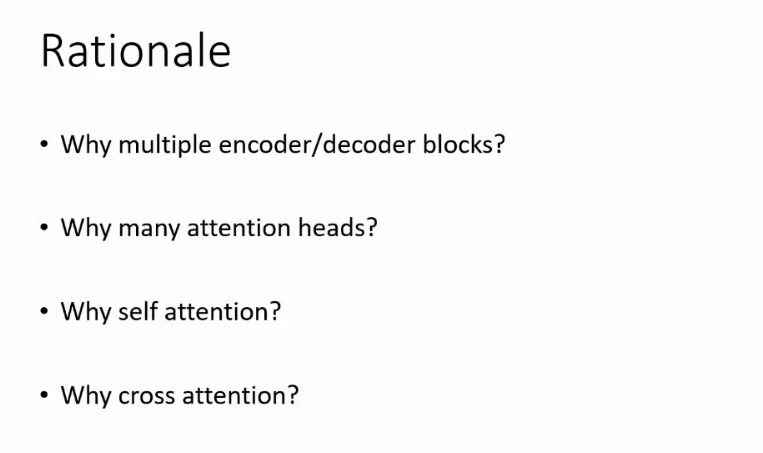 Rationale
• Why multiple encoder/decoder blocks?
• Why many attention heads?
• Why self attention?
• Why cross attention?